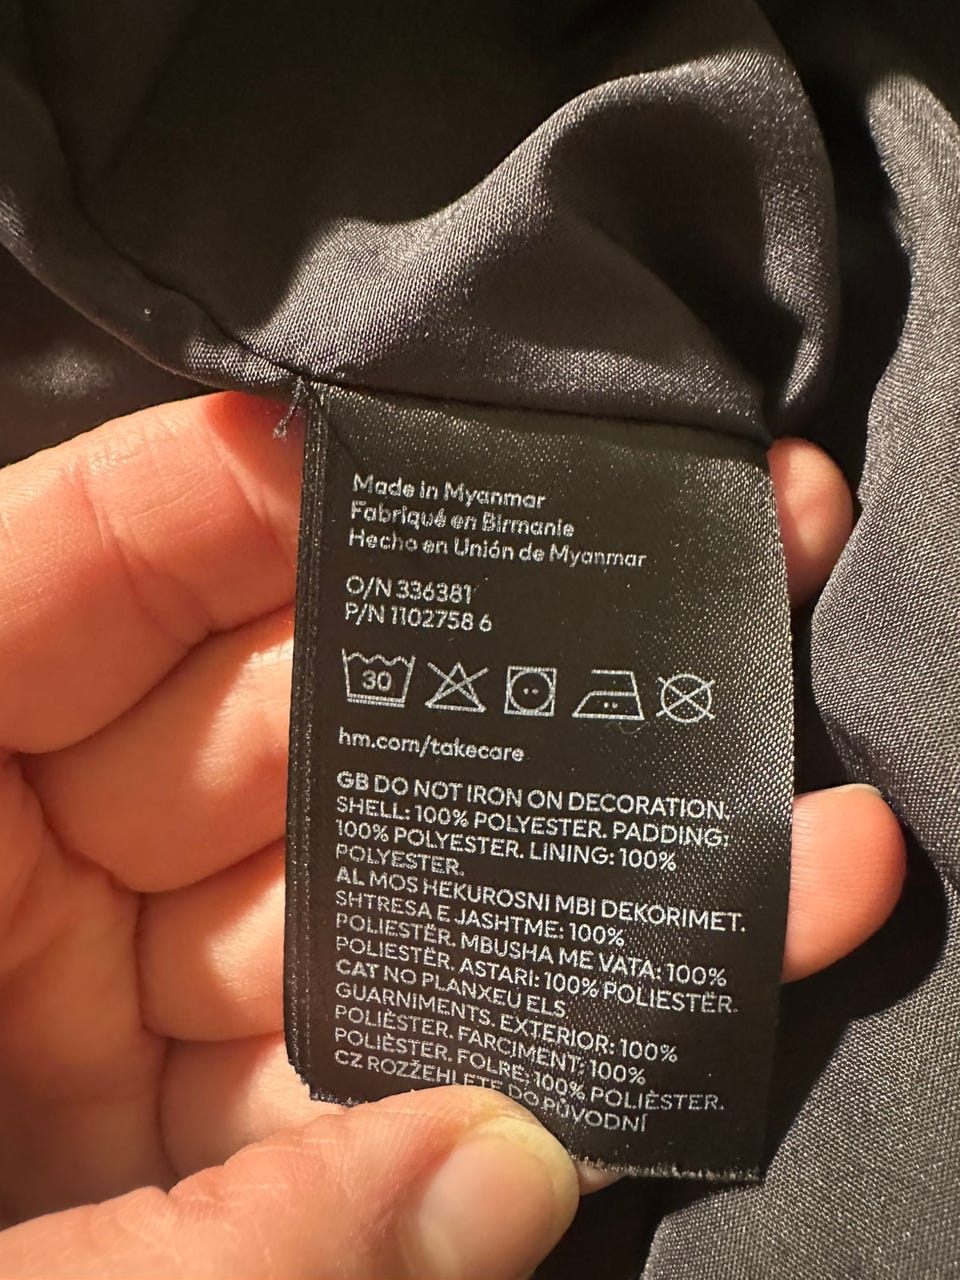 Made in Myanmar
Fabriqué en Birmanie
Hecho en Unión de Myanmar
O/N 336381
P/N 1102758 6
30
hm.com/takecare
GB DO NOT IRON ON DECORATION.
SHELL: 100% POLYESTER. PADDING:
100% POLYESTER. LINING: 100%
POLYESTER.
AL MOS HEKUROSNI MBI DEKORIMET.
SHTRESA E JASHTME: 100%
POLIESTËR. MBUSHA ME VATA: 100%
POLIESTËR. ASTARI: 100% POLIESTËR.
CAT NO PLANXEU ELS
GUARNIMENTS. EXTERIOR: 100%
POLIÈSTER. FARCIMENT: 100%
POLIÈSTER. FOLRE: 100% POLIÈSTER.
CZ ROZŽEHLETE DO PŮVODNÍ